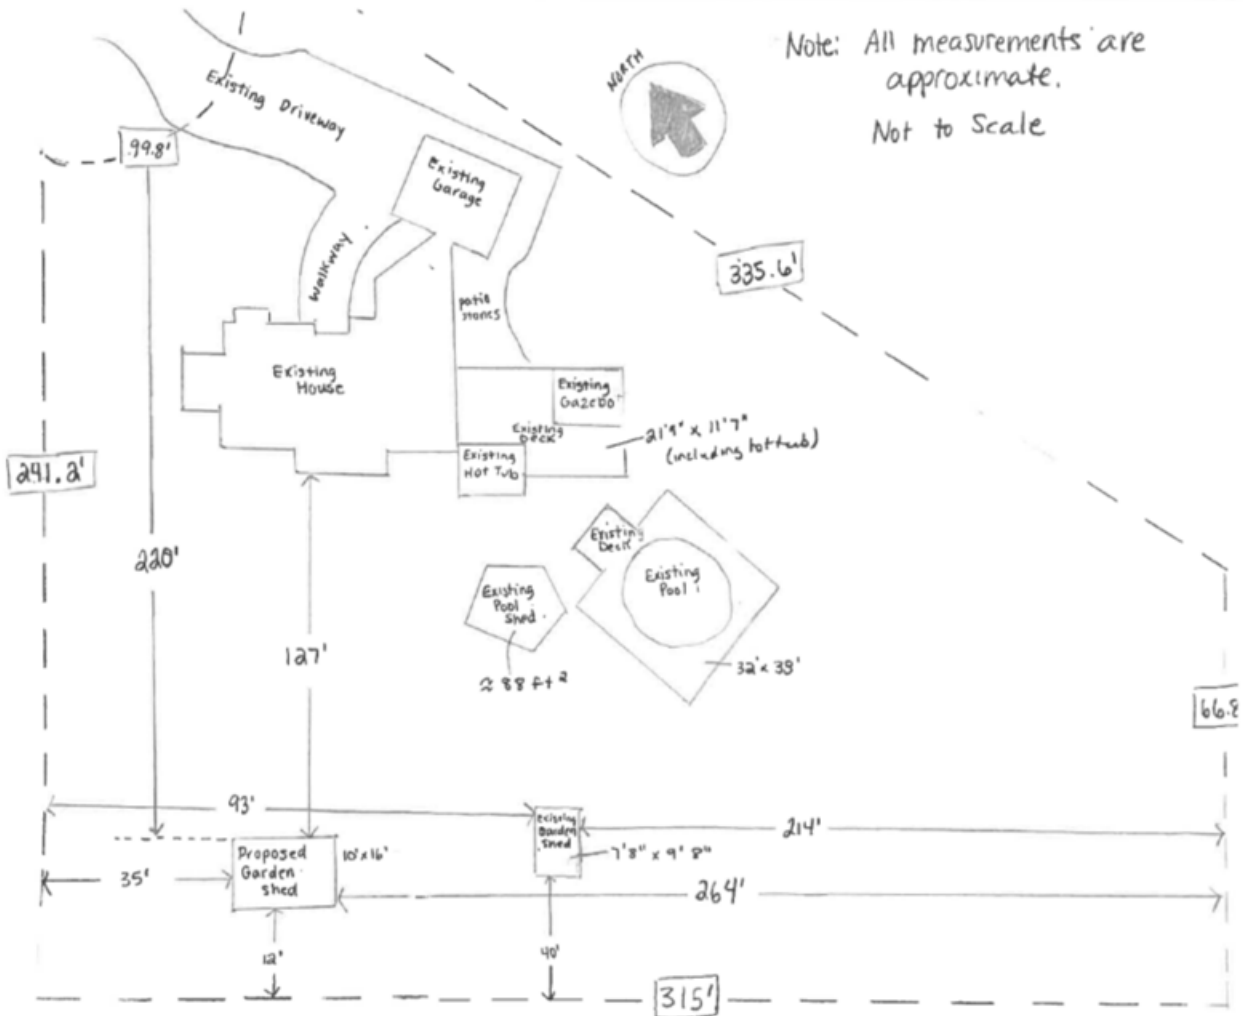 Note: All measurements are
approximate.
Not to Scale
NORTH
Existing Driveway
99.8'
Existing
Garage
Walkway
335.6'
patio
stones
Existing
House
Existing
Gazebo
Existing
Deck
21'9" x 11'7"
(including hot tub)
Existing
Hot Tub
241.2'
220'
127'
Existing
Deck
Existing
Pool
Existing
Pool
Shed
≈ 88 ft²
32' x 33'
66.8
93'
Existing
Garden
Shed
214'
7'8" x 9'8"
Proposed
Garden
shed
10' x 16'
35'
264'
12'
40'
315'